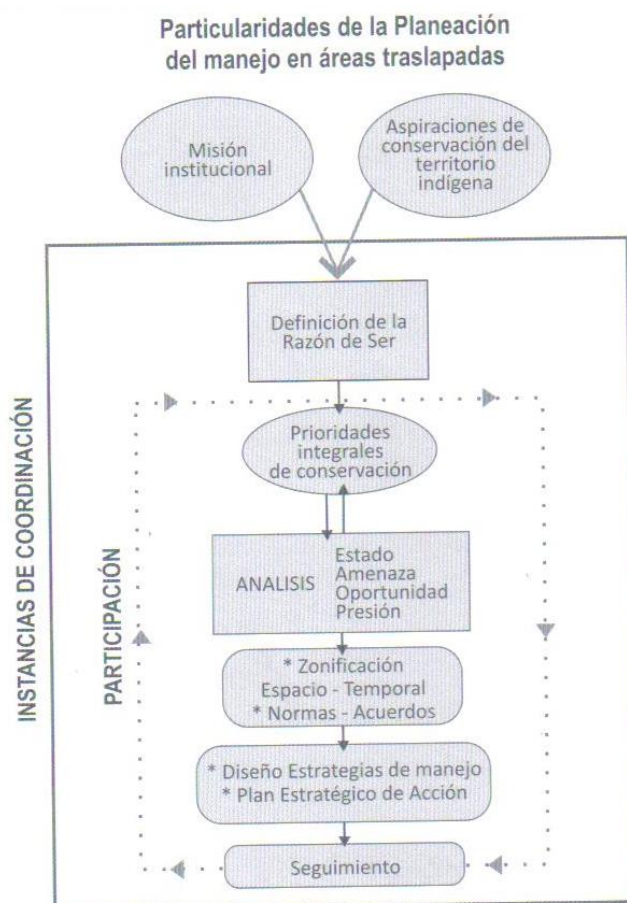 Particularidades de la Planeación
del manejo en áreas traslapadas
Misión
institucional
Aspiraciones de
conservación del
territorio
indígena
Definición de la
Razón de Ser
Prioridades
integrales
de conservación
ANALISIS
Estado
Amenaza
Oportunidad
Presión
* Zonificación
Espacio - Temporal
* Normas - Acuerdos
* Diseño Estrategias de manejo
* Plan Estratégico de Acción
Seguimiento
INSTANCIAS DE COORDINACIÓN
PARTICIPACIÓN